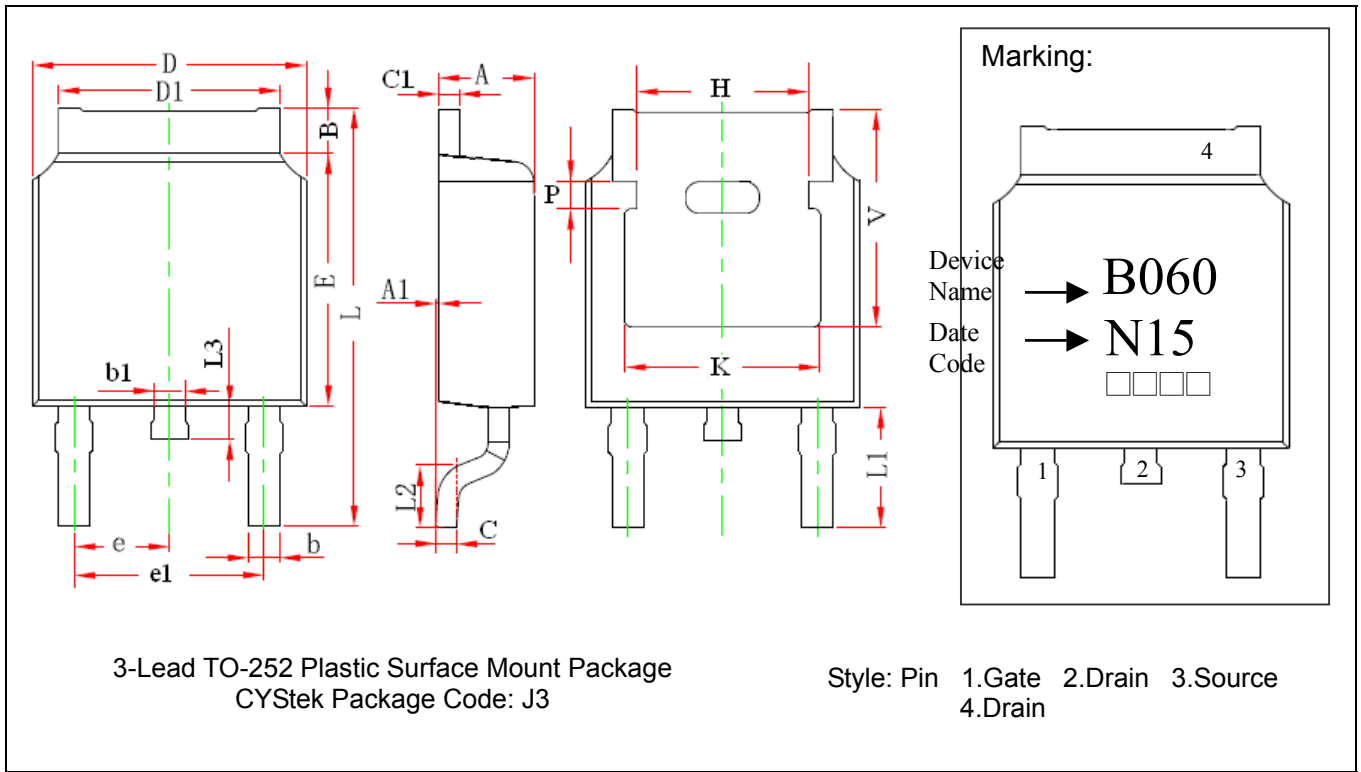 D
D1
B
E
L
L3
b1
e
e1
b
C1
A
A1
L2
C
H
P
V
K
L1
3-Lead TO-252 Plastic Surface Mount Package
CYStek Package Code: J3
Marking:
4
Device
Name
B060
Date
Code
N15
□□□□
1
2
3
Style: Pin 1.Gate 2.Drain 3.Source
4.Drain